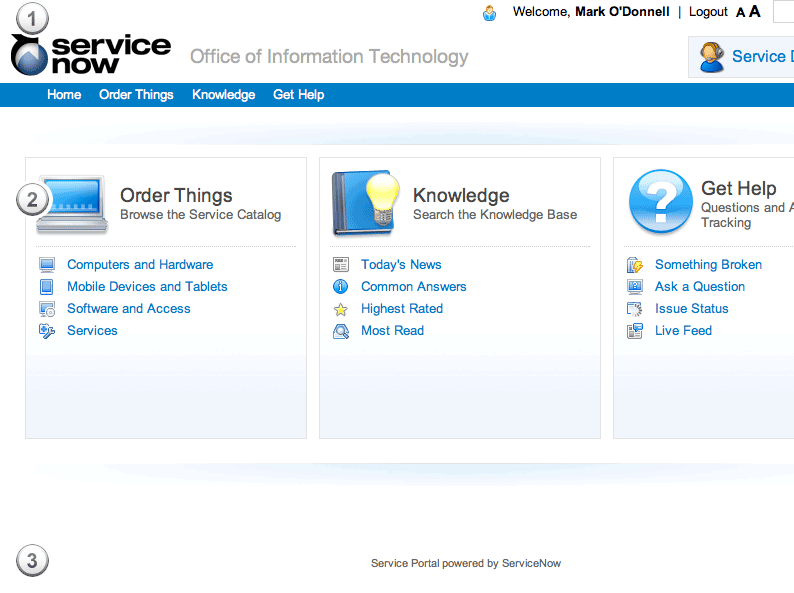 1
Welcome, Mark O'Donnell | Logout A A
service
now
Office of Information Technology
Service
Home Order Things Knowledge Get Help
2
Order Things
Browse the Service Catalog
Computers and Hardware
Mobile Devices and Tablets
Software and Access
Services
Knowledge
Search the Knowledge Base
Today's News
Common Answers
Highest Rated
Most Read
Get Help
Questions and A
Tracking
Something Broken
Ask a Question
Issue Status
Live Feed
3
Service Portal powered by ServiceNow